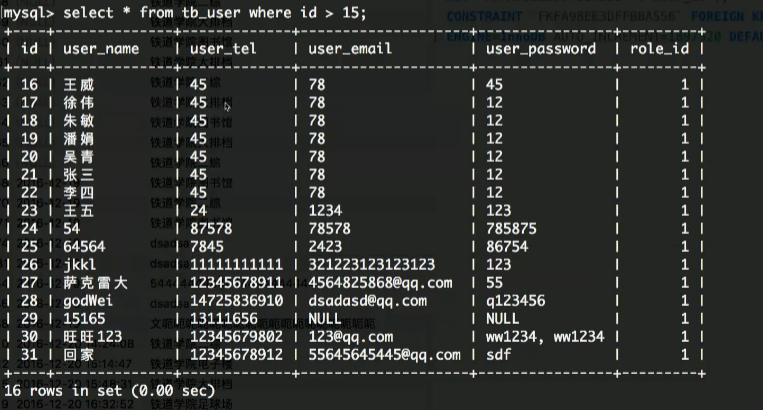 mysql> select * from tb_user where id > 15;
+----+-----------+-------------+---------------------+----------------+---------+
| id | user_name | user_tel | user_email | user_password | role_id |
+----+-----------+-------------+---------------------+----------------+---------+
| 16 | 王威 | 45 | 78 | 45 | 1 |
| 17 | 徐伟 | 45 | 78 | 12 | 1 |
| 18 | 朱敏 | 45 | 78 | 12 | 1 |
| 19 | 潘娟 | 45 | 78 | 12 | 1 |
| 20 | 吴青 | 45 | 78 | 12 | 1 |
| 21 | 张三 | 45 | 78 | 12 | 1 |
| 22 | 李四 | 45 | 78 | 12 | 1 |
| 23 | 王五 | 24 | 1234 | 123 | 1 |
| 24 | 54 | 87578 | 78578 | 785875 | 1 |
| 25 | 64564 | 7845 | 2423 | 86754 | 1 |
| 26 | jkkl | 11111111111 | 321223123123123 | 123 | 1 |
| 27 | 萨克雷大 | 12345678911 | 4564825868@qq.com | 55 | 1 |
| 28 | godWei | 14725836910 | dsadasd@qq.com | q123456 | 1 |
| 29 | 15165 | 13111656 | NULL | NULL | 1 |
| 30 | 旺旺123 | 12345679802 | 123@qq.com | ww1234, ww1234 | 1 |
| 31 | 回家 | 12345678912 | 55645645445@qq.com | sdf | 1 |
+----+-----------+-------------+---------------------+----------------+---------+
16 rows in set (0.00 sec)